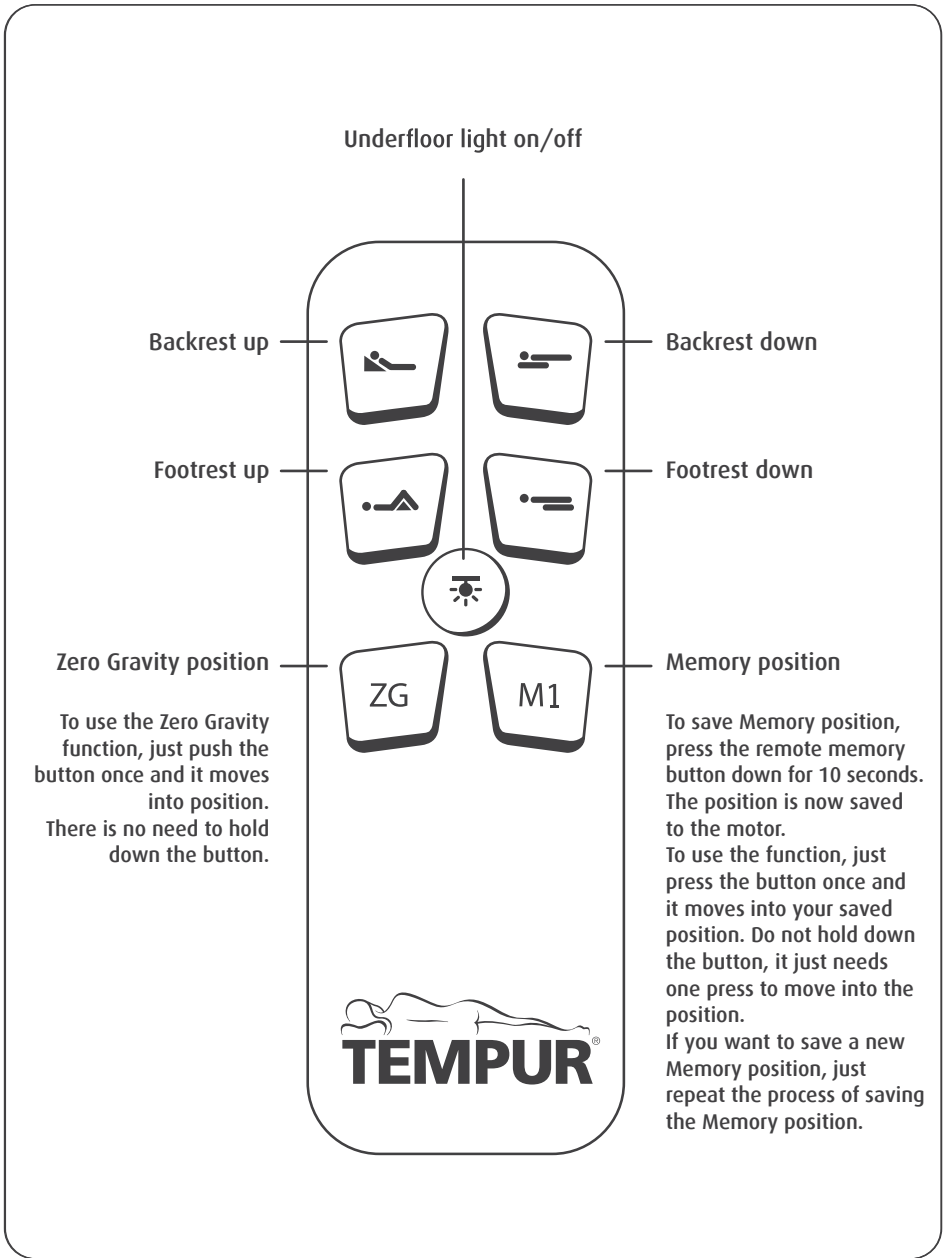 Underfloor light on/off
Backrest up
Backrest down
Footrest up
Footrest down
Zero Gravity position
Memory position
ZG
M1
To use the Zero Gravity
function, just push the
button once and it moves
into position.
There is no need to hold
down the button.
To save Memory position,
press the remote memory
button down for 10 seconds.
The position is now saved
to the motor.
To use the function, just
press the button once and
it moves into your saved
position. Do not hold down
the button, it just needs
one press to move into the
position.
If you want to save a new
Memory position, just
repeat the process of saving
the Memory position.
TEMPUR®